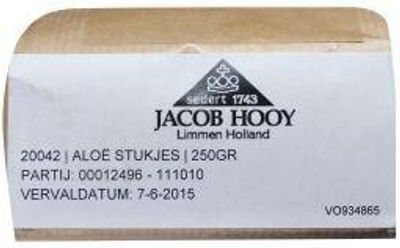 sedert 1743
JACOB HOOY
Limmen Holland
20042 | ALOË STUKJES | 250GR
PARTIJ: 00012496 - 111010
VERVALDATUM: 7-6-2015
VO934865